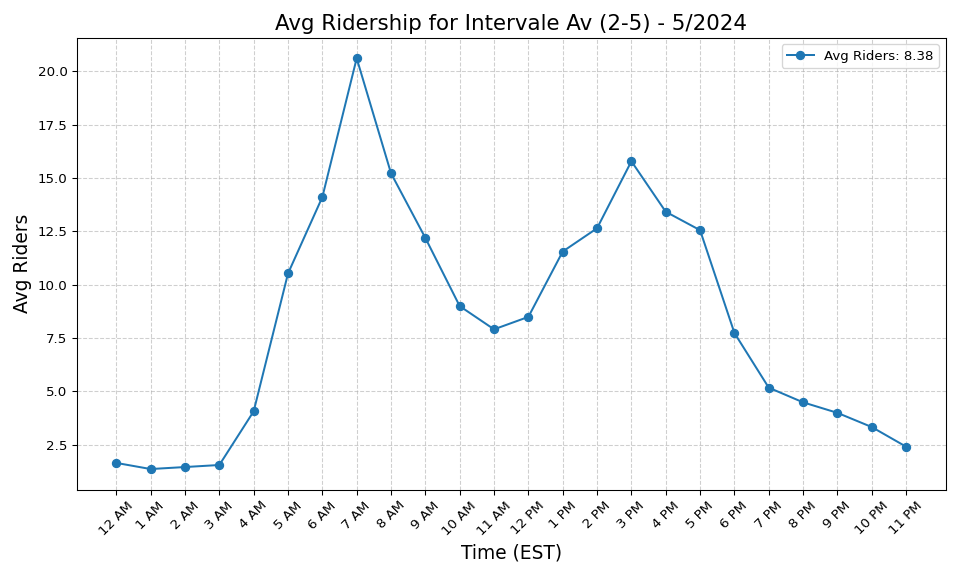 Avg Ridership for Intervale Av (2-5) - 5/2024
Avg Riders: 8.38
Avg Riders
20.0
17.5
15.0
12.5
10.0
7.5
5.0
2.5
12 AM
1 AM
2 AM
3 AM
4 AM
5 AM
6 AM
7 AM
8 AM
9 AM
10 AM
11 AM
12 PM
1 PM
2 PM
3 PM
4 PM
5 PM
6 PM
7 PM
8 PM
9 PM
10 PM
11 PM
Time (EST)